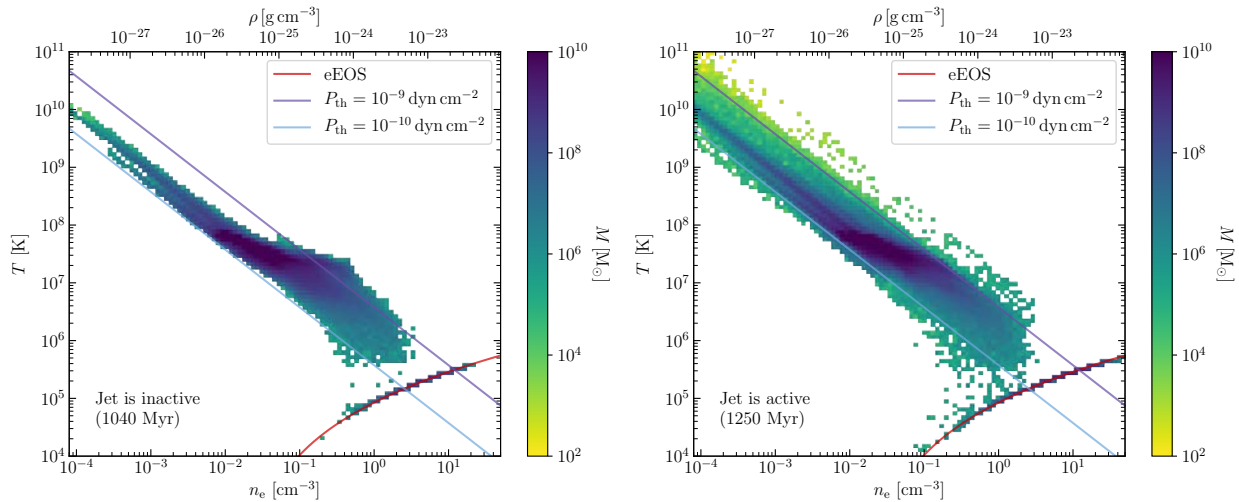 ρ [g cm⁻³]
10⁻²⁷ 10⁻²⁶ 10⁻²⁵ 10⁻²⁴ 10⁻²³
10¹¹
10¹⁰
10⁹
10⁸
10⁷
10⁶
10⁵
10⁴
T [K]
eEOS
P_th = 10⁻⁹ dyn cm⁻²
P_th = 10⁻¹⁰ dyn cm⁻²
Jet is inactive
(1040 Myr)
10⁻⁴ 10⁻³ 10⁻² 10⁻¹ 10⁰ 10¹
n_e [cm⁻³]
10¹⁰
10⁸
10⁶
10⁴
10²
M [M_⊙]
ρ [g cm⁻³]
10⁻²⁷ 10⁻²⁶ 10⁻²⁵ 10⁻²⁴ 10⁻²³
10¹¹
10¹⁰
10⁹
10⁸
10⁷
10⁶
10⁵
10⁴
T [K]
eEOS
P_th = 10⁻⁹ dyn cm⁻²
P_th = 10⁻¹⁰ dyn cm⁻²
Jet is active
(1250 Myr)
10⁻⁴ 10⁻³ 10⁻² 10⁻¹ 10⁰ 10¹
n_e [cm⁻³]
10¹⁰
10⁸
10⁶
10⁴
10²
M [M_⊙]